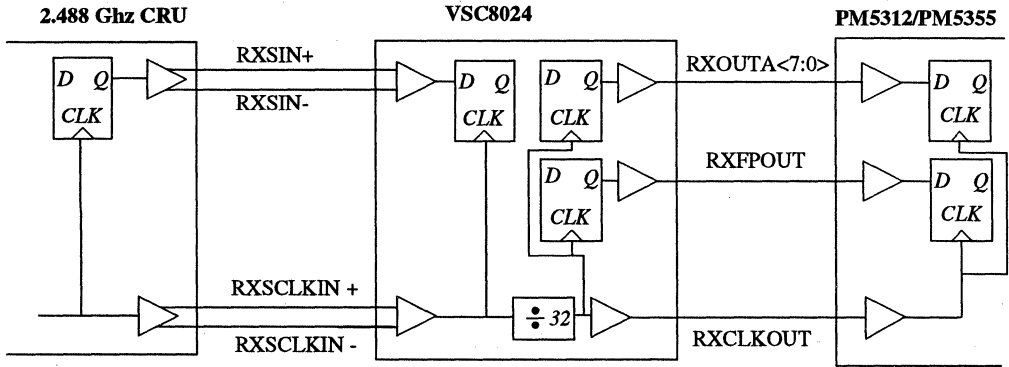 2.488 Ghz CRU
VSC8024
PM5312/PM5355
D Q
CLK
RXSIN+
RXSIN-
D Q
CLK
D Q
CLK
RXOUTA<7:0>
D Q
CLK
D Q
CLK
RXFPOUT
D Q
CLK
RXSCLKIN +
RXSCLKIN -
÷ 32
RXCLKOUT